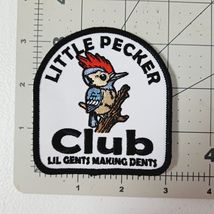 LITTLE PECKER
Club
LIL GENTS MAKING DENTS